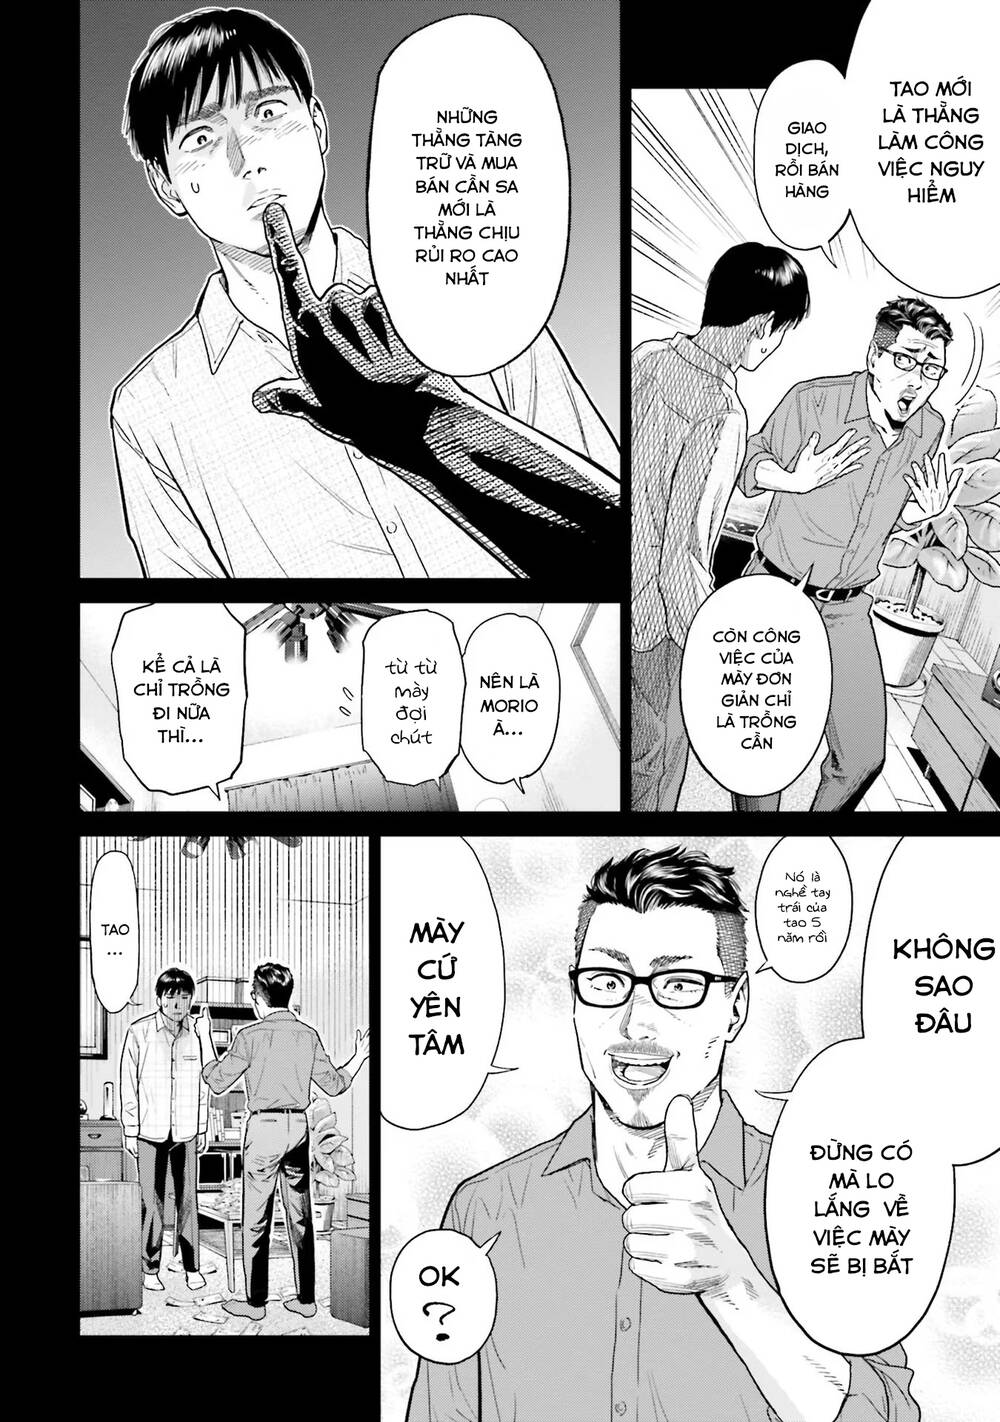 TAO MỚI
LÀ THẰNG
LÀM CÔNG
VIỆC NGUY
HIỂM
GIAO
DỊCH,
RỒI BÁN
HÀNG
CÒN CÔNG
VIỆC CỦA
MÀY ĐƠN
GIẢN CHỈ
LÀ TRỒNG
CẦN
NHỮNG
THẰNG TÀNG
TRỮ VÀ MUA
BÁN CẦN SA
MỚI LÀ
THẰNG CHỊU
RỦI RO CAO
NHẤT
NÊN LÀ
MORIO
À...
từ từ
mày
đợi
chút
KỂ CẢ LÀ
CHỈ TRỒNG
ĐI NỮA
THÌ...
KHÔNG
SAO
ĐÂU
Nó là
nghề tay
trái của
tao 5
năm rồi
ĐỪNG CÓ
MÀ LO
LẮNG VỀ
VIỆC MÀY
SẼ BỊ BẮT
MÀY
CỨ
YÊN
TÂM
OK
?
TAO
...